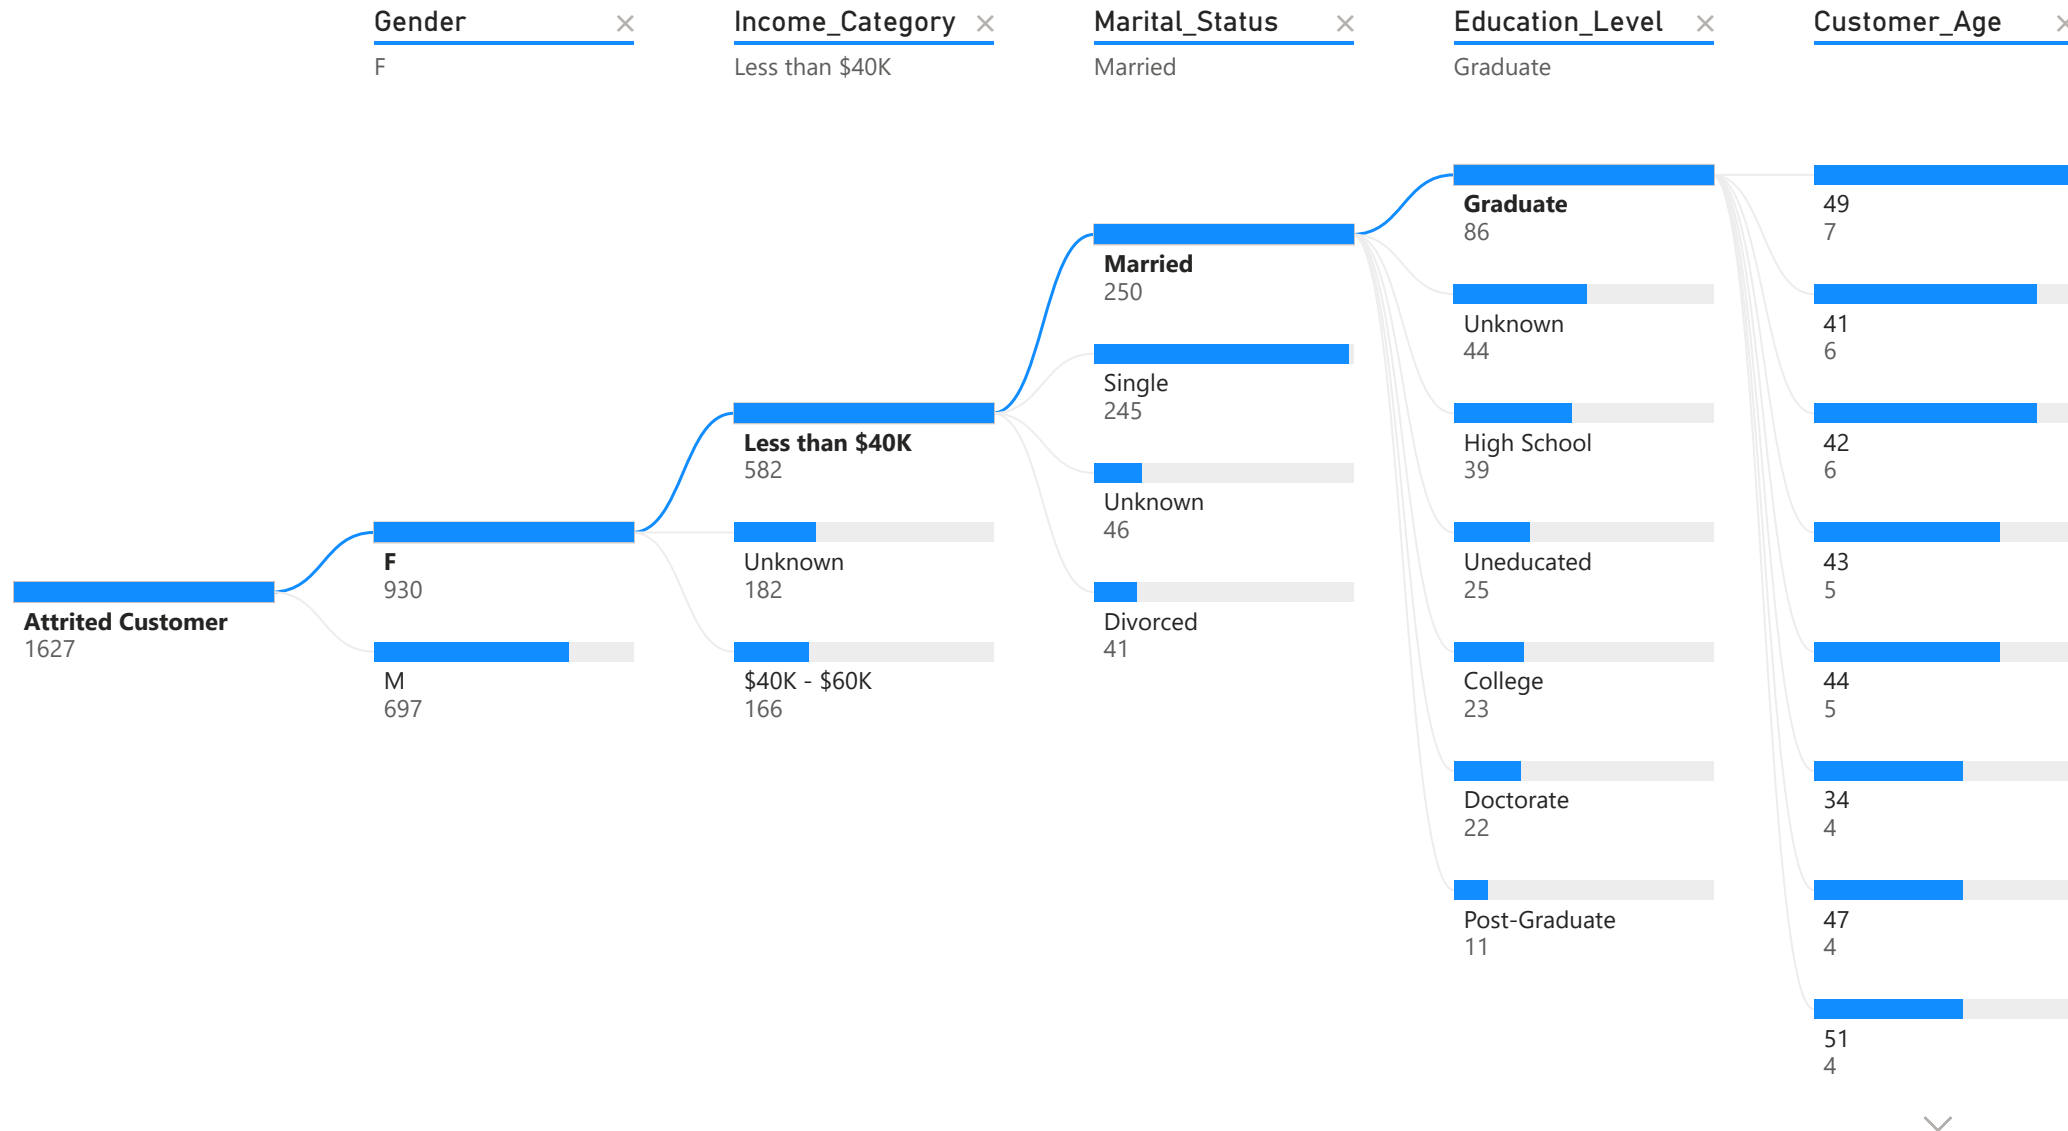 Gender
F
Income_Category
Less than $40K
Marital_Status
Married
Education_Level
Graduate
Customer_Age
Attrited Customer
1627
F
930
M
697
Less than $40K
582
Unknown
182
$40K - $60K
166
Married
250
Single
245
Unknown
46
Divorced
41
Graduate
86
Unknown
44
High School
39
Uneducated
25
College
23
Doctorate
22
Post-Graduate
11
49
7
41
6
42
6
43
5
44
5
34
4
47
4
51
4